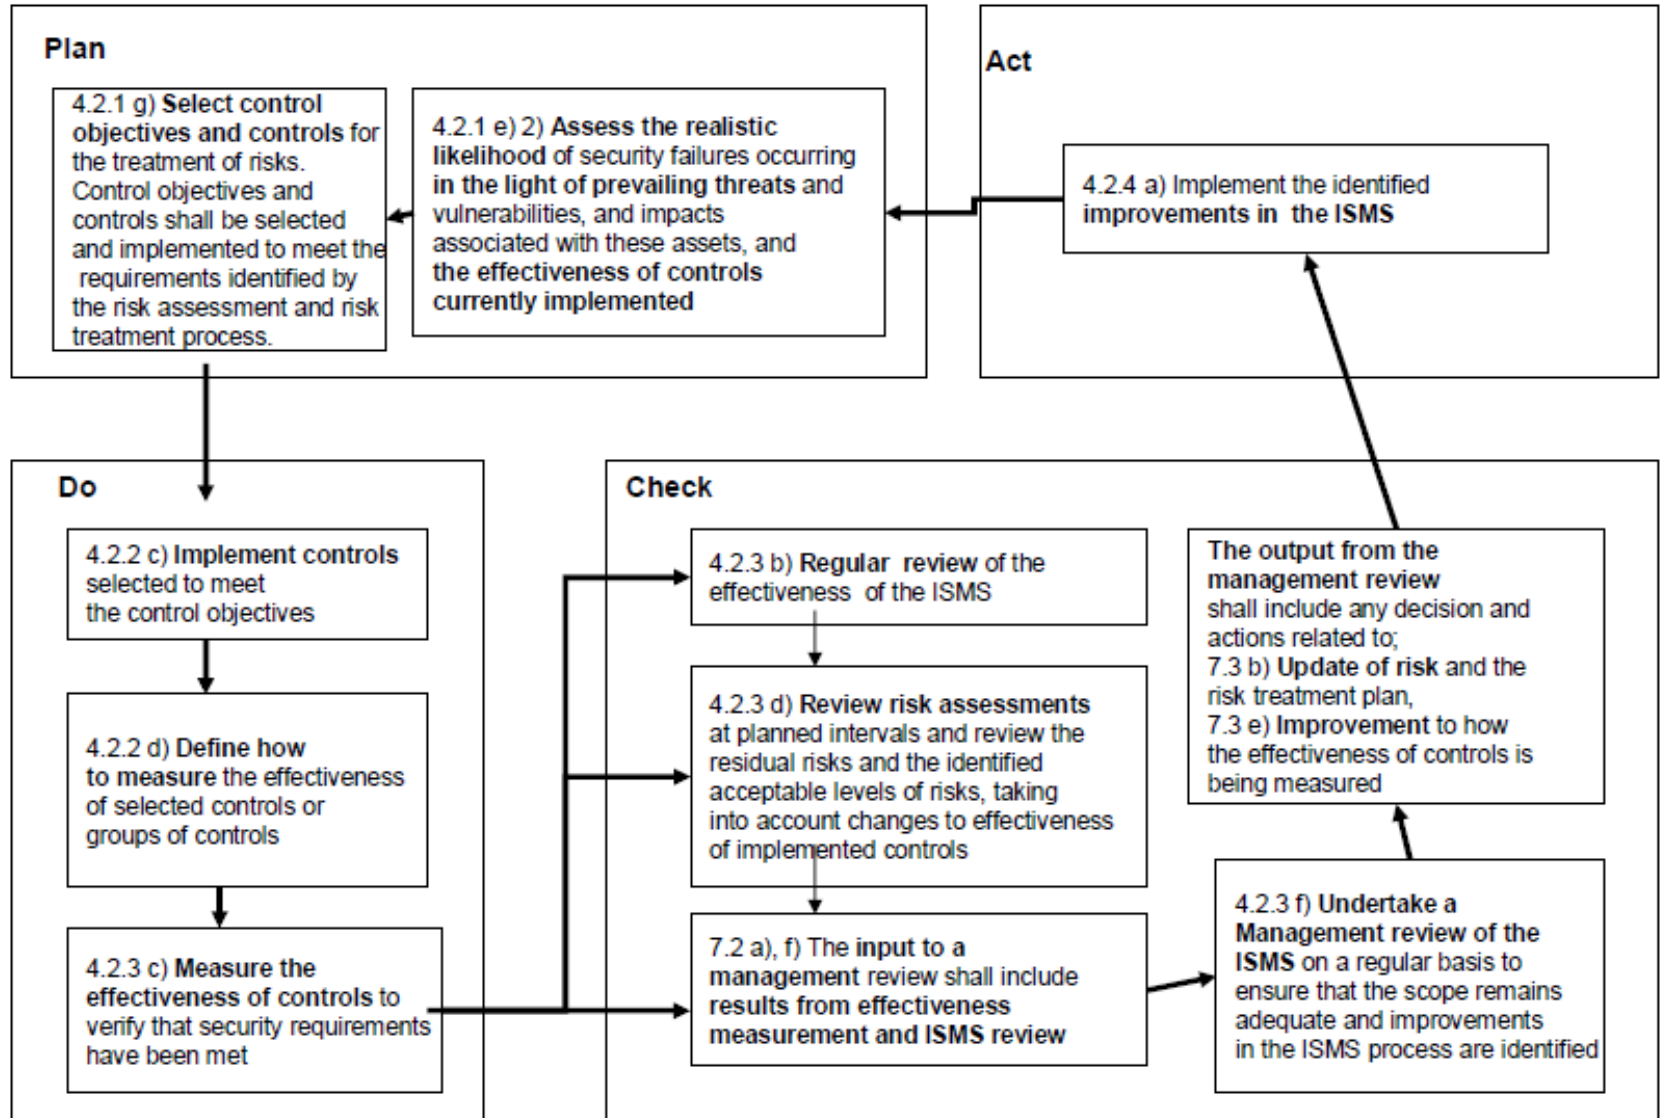 Plan
4.2.1 g) Select control
objectives and controls for
the treatment of risks.
Control objectives and
controls shall be selected
and implemented to meet the
requirements identified by
the risk assessment and risk
treatment process.
4.2.1 e) 2) Assess the realistic
likelihood of security failures occurring
in the light of prevailing threats and
vulnerabilities, and impacts
associated with these assets, and
the effectiveness of controls
currently implemented
Act
4.2.4 a) Implement the identified
improvements in the ISMS
Do
4.2.2 c) Implement controls
selected to meet
the control objectives
4.2.2 d) Define how
to measure the effectiveness
of selected controls or
groups of controls
4.2.3 c) Measure the
effectiveness of controls to
verify that security requirements
have been met
Check
4.2.3 b) Regular review of the
effectiveness of the ISMS
4.2.3 d) Review risk assessments
at planned intervals and review the
residual risks and the identified
acceptable levels of risks, taking
into account changes to effectiveness
of implemented controls
7.2 a), f) The input to a
management review shall include
results from effectiveness
measurement and ISMS review
The output from the
management review
shall include any decision and
actions related to;
7.3 b) Update of risk and the
risk treatment plan,
7.3 e) Improvement to how
the effectiveness of controls is
being measured
4.2.3 f) Undertake a
Management review of the
ISMS on a regular basis to
ensure that the scope remains
adequate and improvements
in the ISMS process are identified